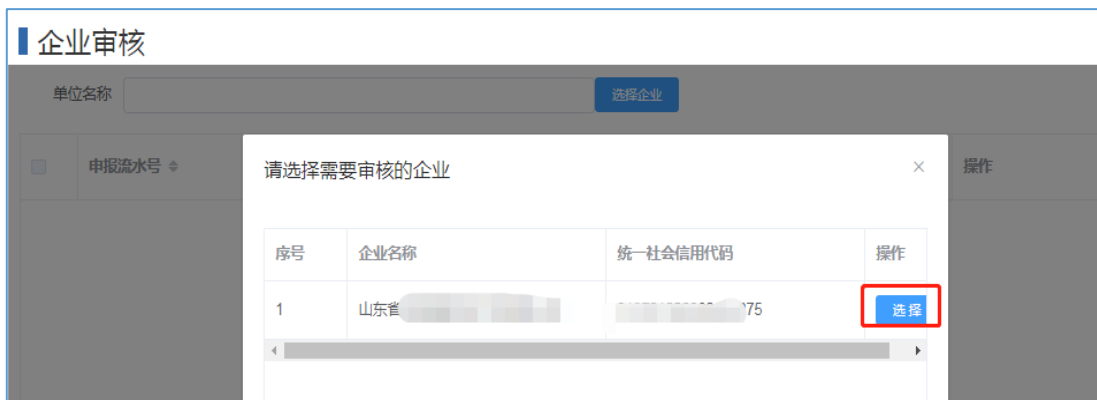 企业审核
单位名称 选择企业
申报流水号 操作
请选择需要审核的企业
序号 企业名称 统一社会信用代码 操作
1 山东省 75 选择